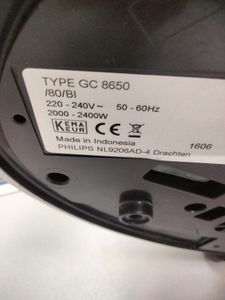 TYPE GC 8650
/80/BI
220 - 240V~ 50 - 60Hz
2000 - 2400W
KEMA
KEUR
CE
Made in Indonesia
1606
PHILIPS NL9206AD-4 Drachten